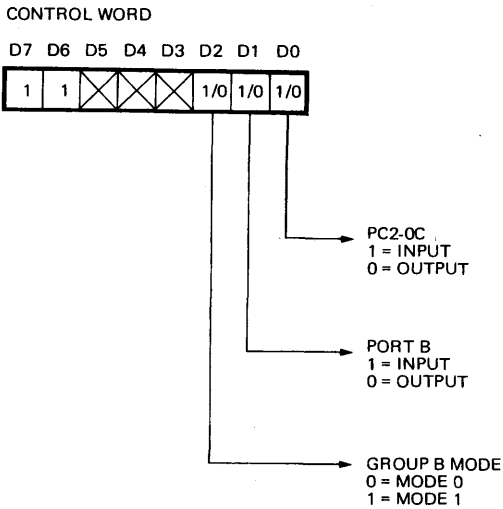 CONTROL WORD
D7 D6 D5 D4 D3 D2 D1 D0
1 1 1/0 1/0 1/0
PC2-0C
1 = INPUT
0 = OUTPUT
PORT B
1 = INPUT
0 = OUTPUT
GROUP B MODE
0 = MODE 0
1 = MODE 1